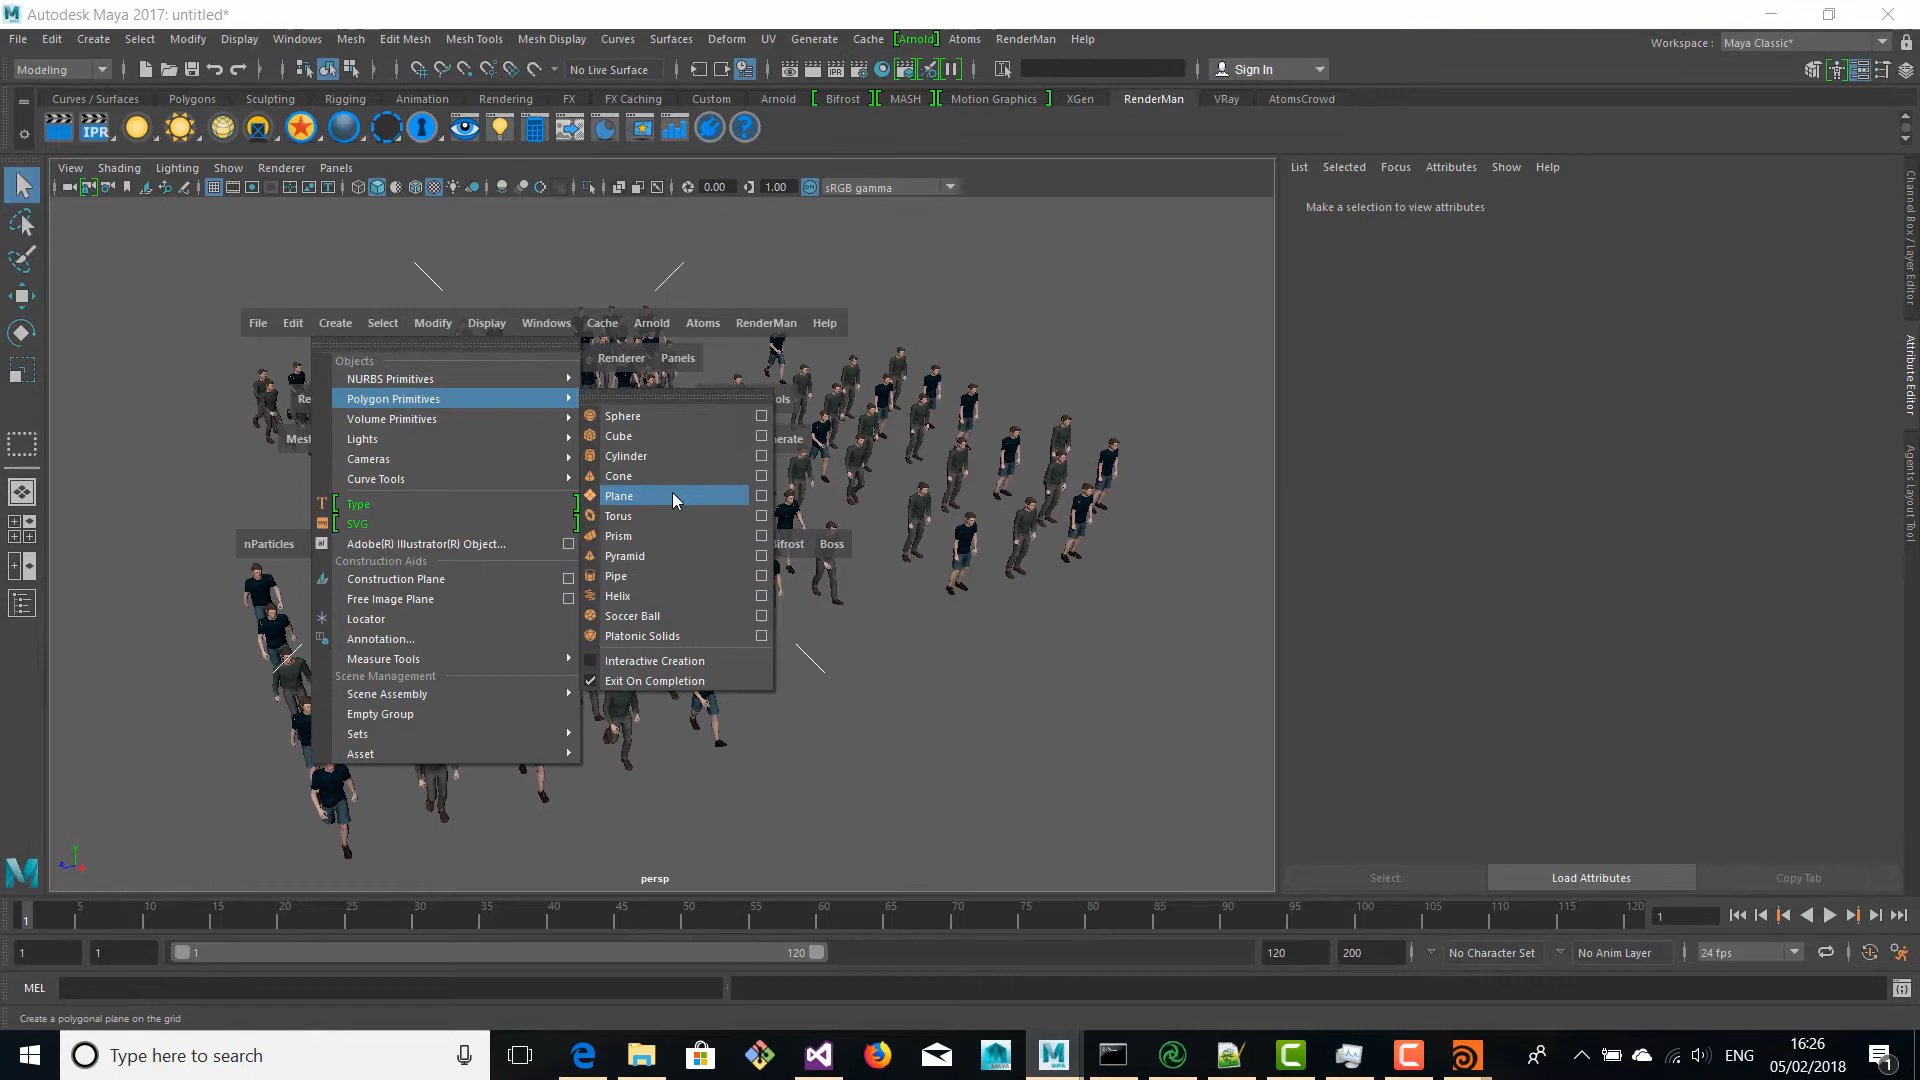 Autodesk Maya 2017: untitled*
File Edit Create Select Modify Display Windows Mesh Edit Mesh Mesh Tools Mesh Display Curves Surfaces Deform UV Generate Cache [Arnold] Atoms RenderMan Help
Workspace : Maya Classic*
Modeling No Live Surface Sign In
Curves / Surfaces Polygons Sculpting Rigging Animation Rendering FX FX Caching Custom Arnold Bifrost MASH Motion Graphics XGen RenderMan VRay AtomsCrowd
IPR
View Shading Lighting Show Renderer Panels
0.00 1.00 sRGB gamma
List Selected Focus Attributes Show Help
Make a selection to view attributes
Channel Box / Layer Editor
Attribute Editor
Agents Layout Tool
File Edit Create Select Modify Display Windows Cache Arnold Atoms RenderMan Help
Renderer Panels
Objects
NURBS Primitives
Polygon Primitives
Volume Primitives
Lights
Cameras
Curve Tools
Type
SVG
Adobe(R) Illustrator(R) Object...
Construction Aids
Construction Plane
Free Image Plane
Locator
Annotation...
Measure Tools
Scene Management
Scene Assembly
Empty Group
Sets
Asset
Sphere
Cube
Cylinder
Cone
Plane
Torus
Prism
Pyramid
Pipe
Helix
Soccer Ball
Platonic Solids
Interactive Creation
Exit On Completion
nParticles
Boss
persp
Select Load Attributes Copy Tab
5 10 15 20 25 30 35 40 45 50 55 60 65 70 75 80 85 90 95 100 105 110 115 120
1 1
1 1 1 120 120 200 No Character Set No Anim Layer 24 fps
MEL
Create a polygonal plane on the grid
Type here to search
ENG
16:26
05/02/2018
1